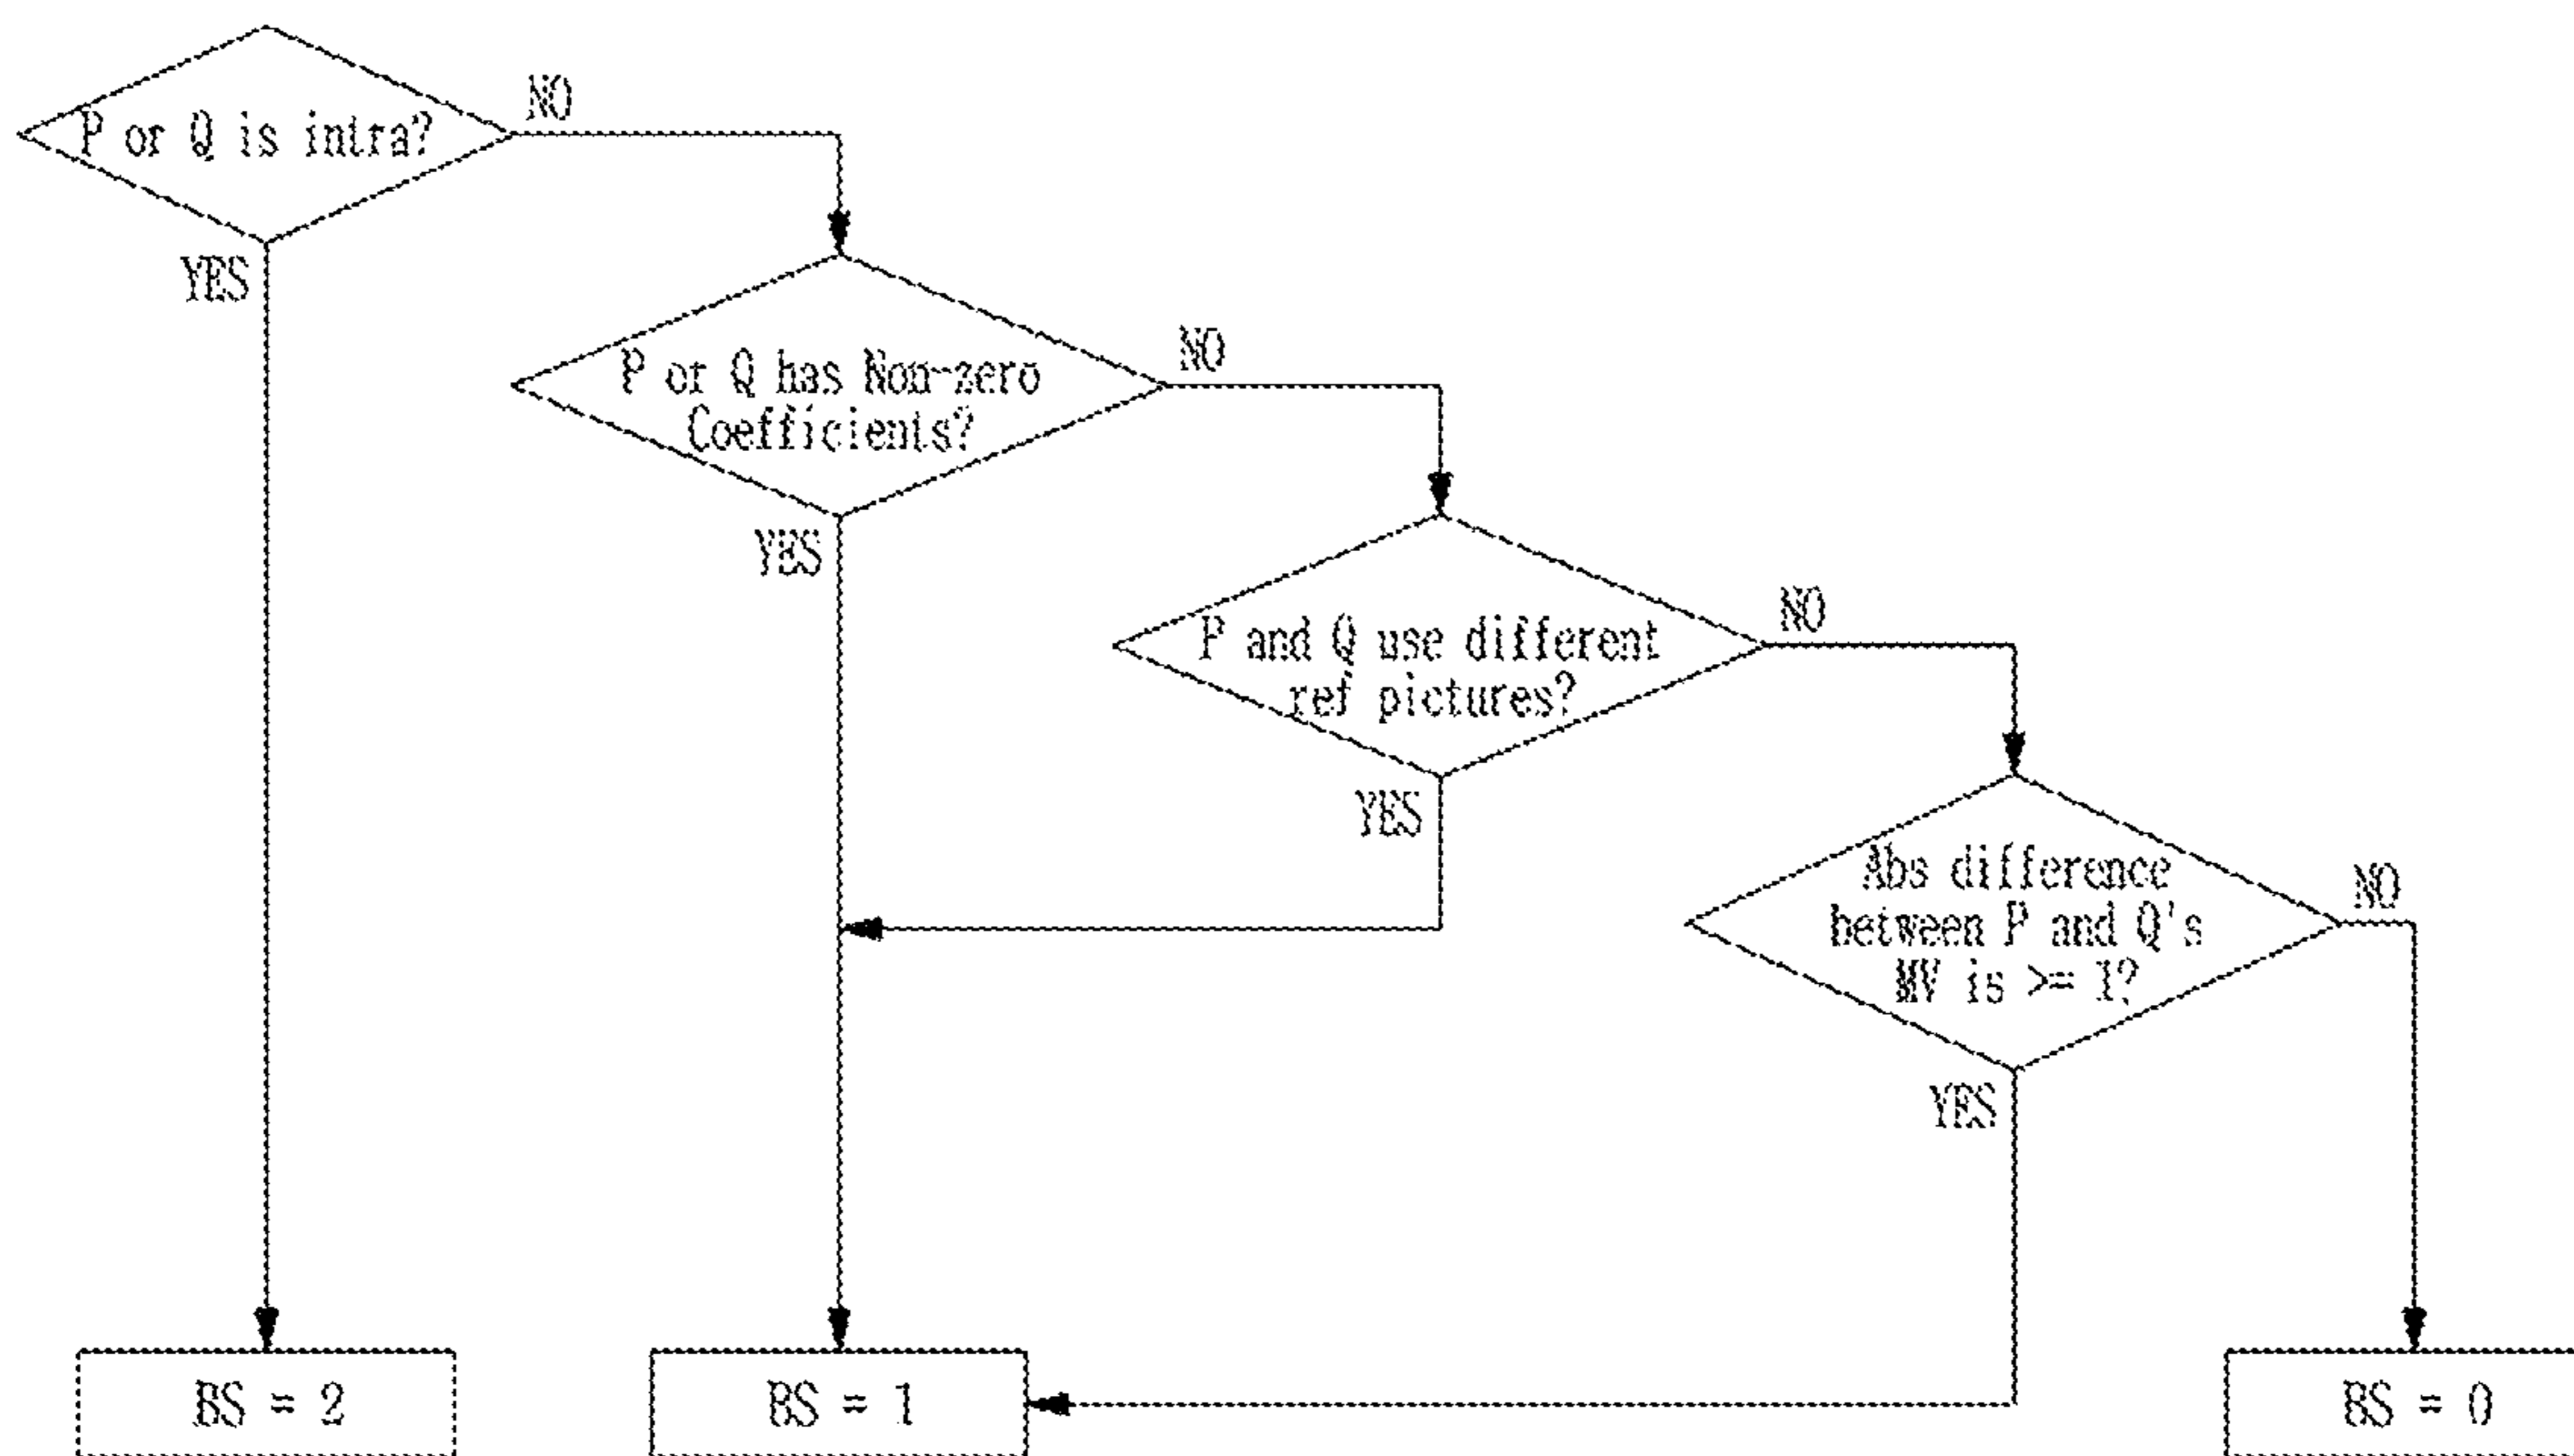 P or Q is intra?
NO
YES
P or Q has Non-zero
Coefficients?
NO
YES
P and Q use different
ref pictures?
NO
YES
Abs difference
between P and Q's
MV is >= 1?
NO
YES
BS = 2
BS = 1
BS = 0